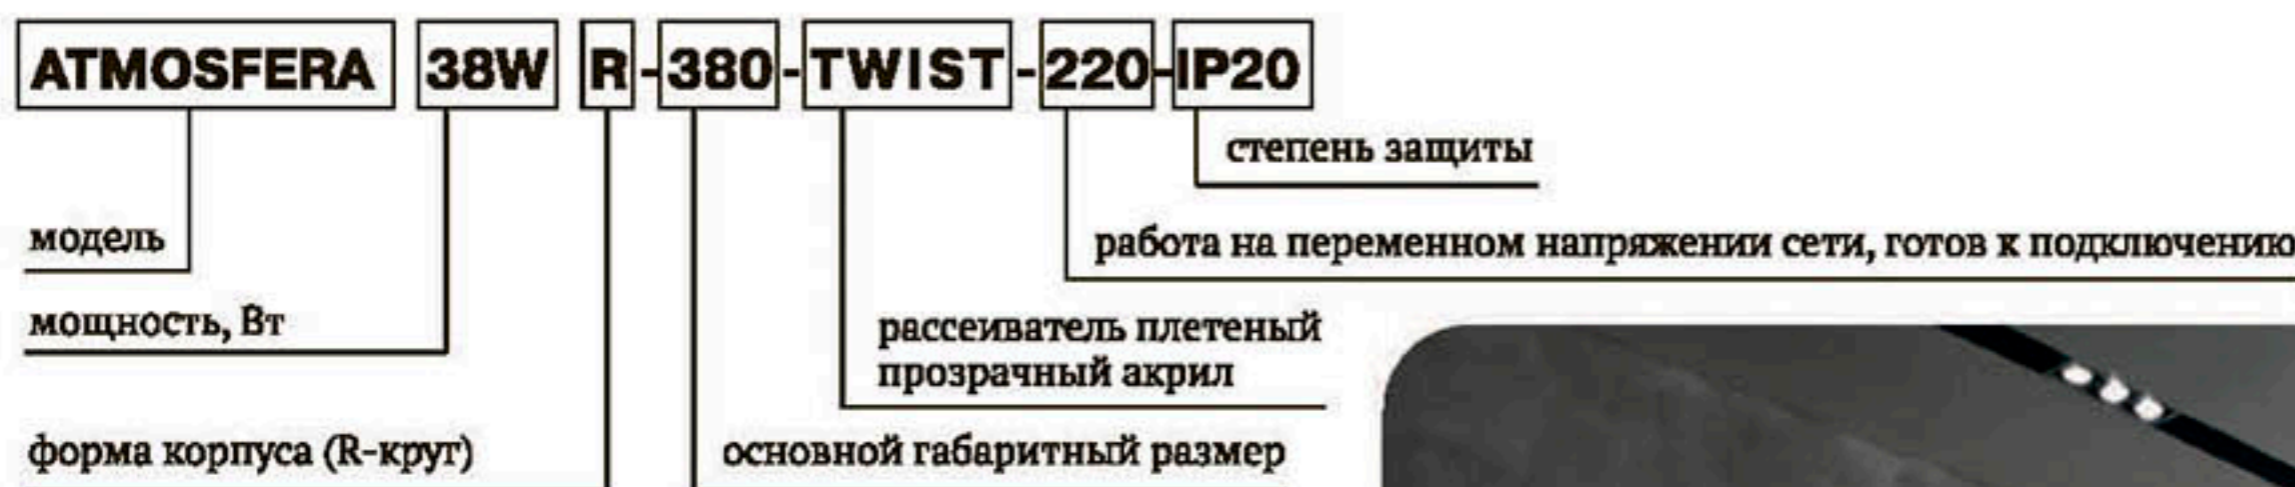 ATMOSFERA 38W R-380-TWIST-220-IP20
степень защиты
модель
работа на переменном напряжении сети, готов к подключению
мощность, Вт
рассеиватель плетеный
прозрачный акрил
форма корпуса (R-круг)
основной габаритный размер